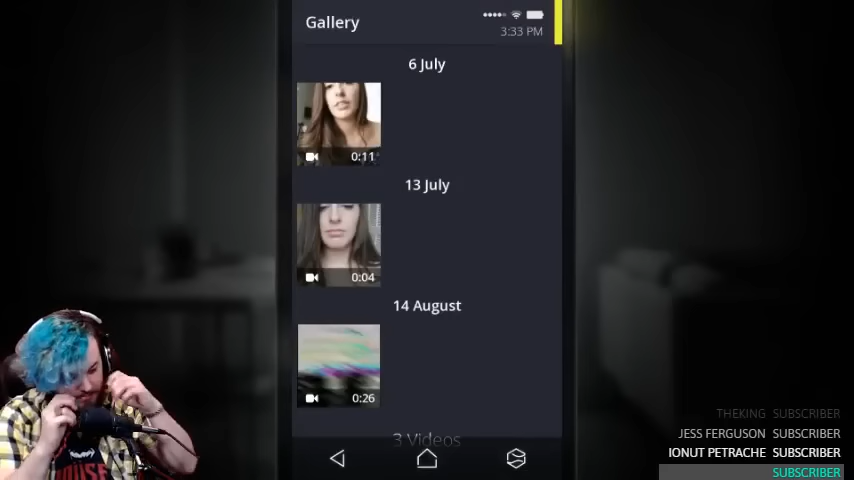 Gallery
3:33 PM
6 July
0:11
13 July
0:04
14 August
0:26
3 Videos
THEKING SUBSCRIBER
JESS FERGUSON SUBSCRIBER
IONUT PETRACHE SUBSCRIBER
SUBSCRIBER